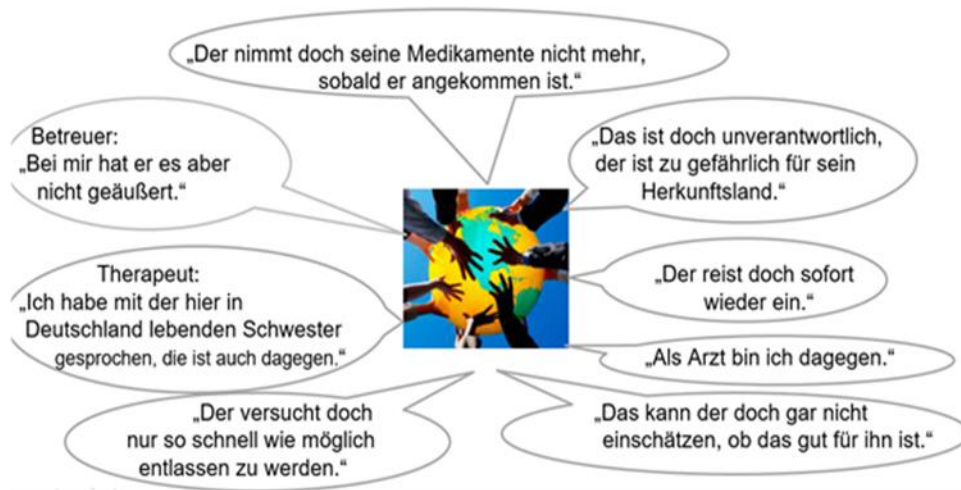 „Der nimmt doch seine Medikamente nicht mehr,
sobald er angekommen ist.“
Betreuer:
„Bei mir hat er es aber
nicht geäußert.“
„Das ist doch unverantwortlich,
der ist zu gefährlich für sein
Herkunftsland.“
Therapeut:
„Ich habe mit der hier in
Deutschland lebenden Schwester
gesprochen, die ist auch dagegen.“
„Der reist doch sofort
wieder ein.“
„Als Arzt bin ich dagegen.“
„Der versucht doch
nur so schnell wie möglich
entlassen zu werden.“
„Das kann der doch gar nicht
einschätzen, ob das gut für ihn ist.“